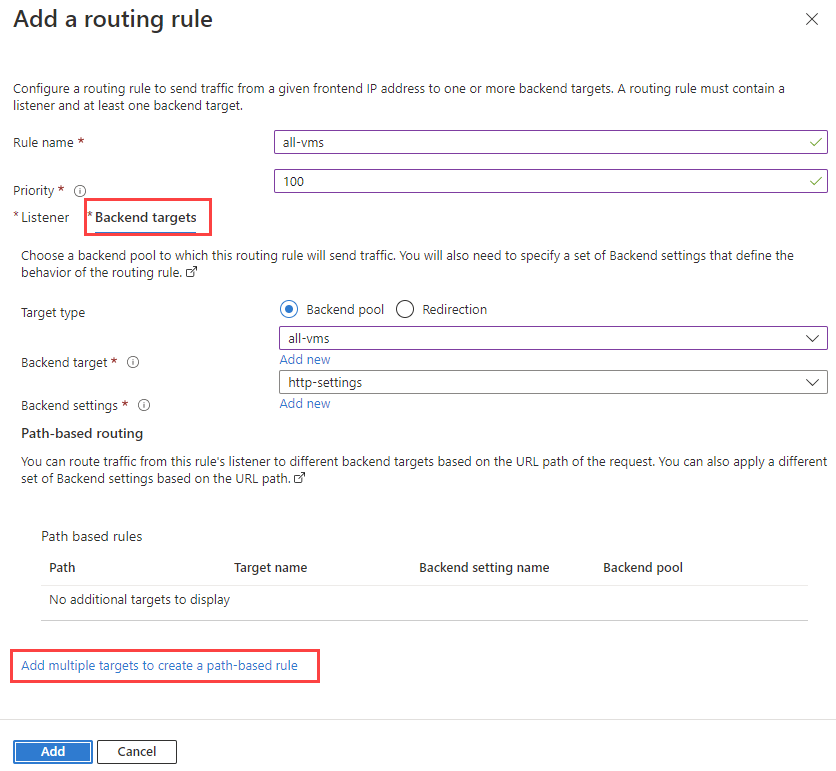 Add a routing rule
Configure a routing rule to send traffic from a given frontend IP address to one or more backend targets. A routing rule must contain a
listener and at least one backend target.
Rule name *
all-vms
Priority *
100
* Listener
* Backend targets
Choose a backend pool to which this routing rule will send traffic. You will also need to specify a set of Backend settings that define the
behavior of the routing rule.
Target type
Backend pool
Redirection
all-vms
Backend target *
Add new
http-settings
Backend settings *
Add new
Path-based routing
You can route traffic from this rule's listener to different backend targets based on the URL path of the request. You can also apply a different
set of Backend settings based on the URL path.
Path based rules
Path Target name Backend setting name Backend pool
No additional targets to display
Add multiple targets to create a path-based rule
Add Cancel